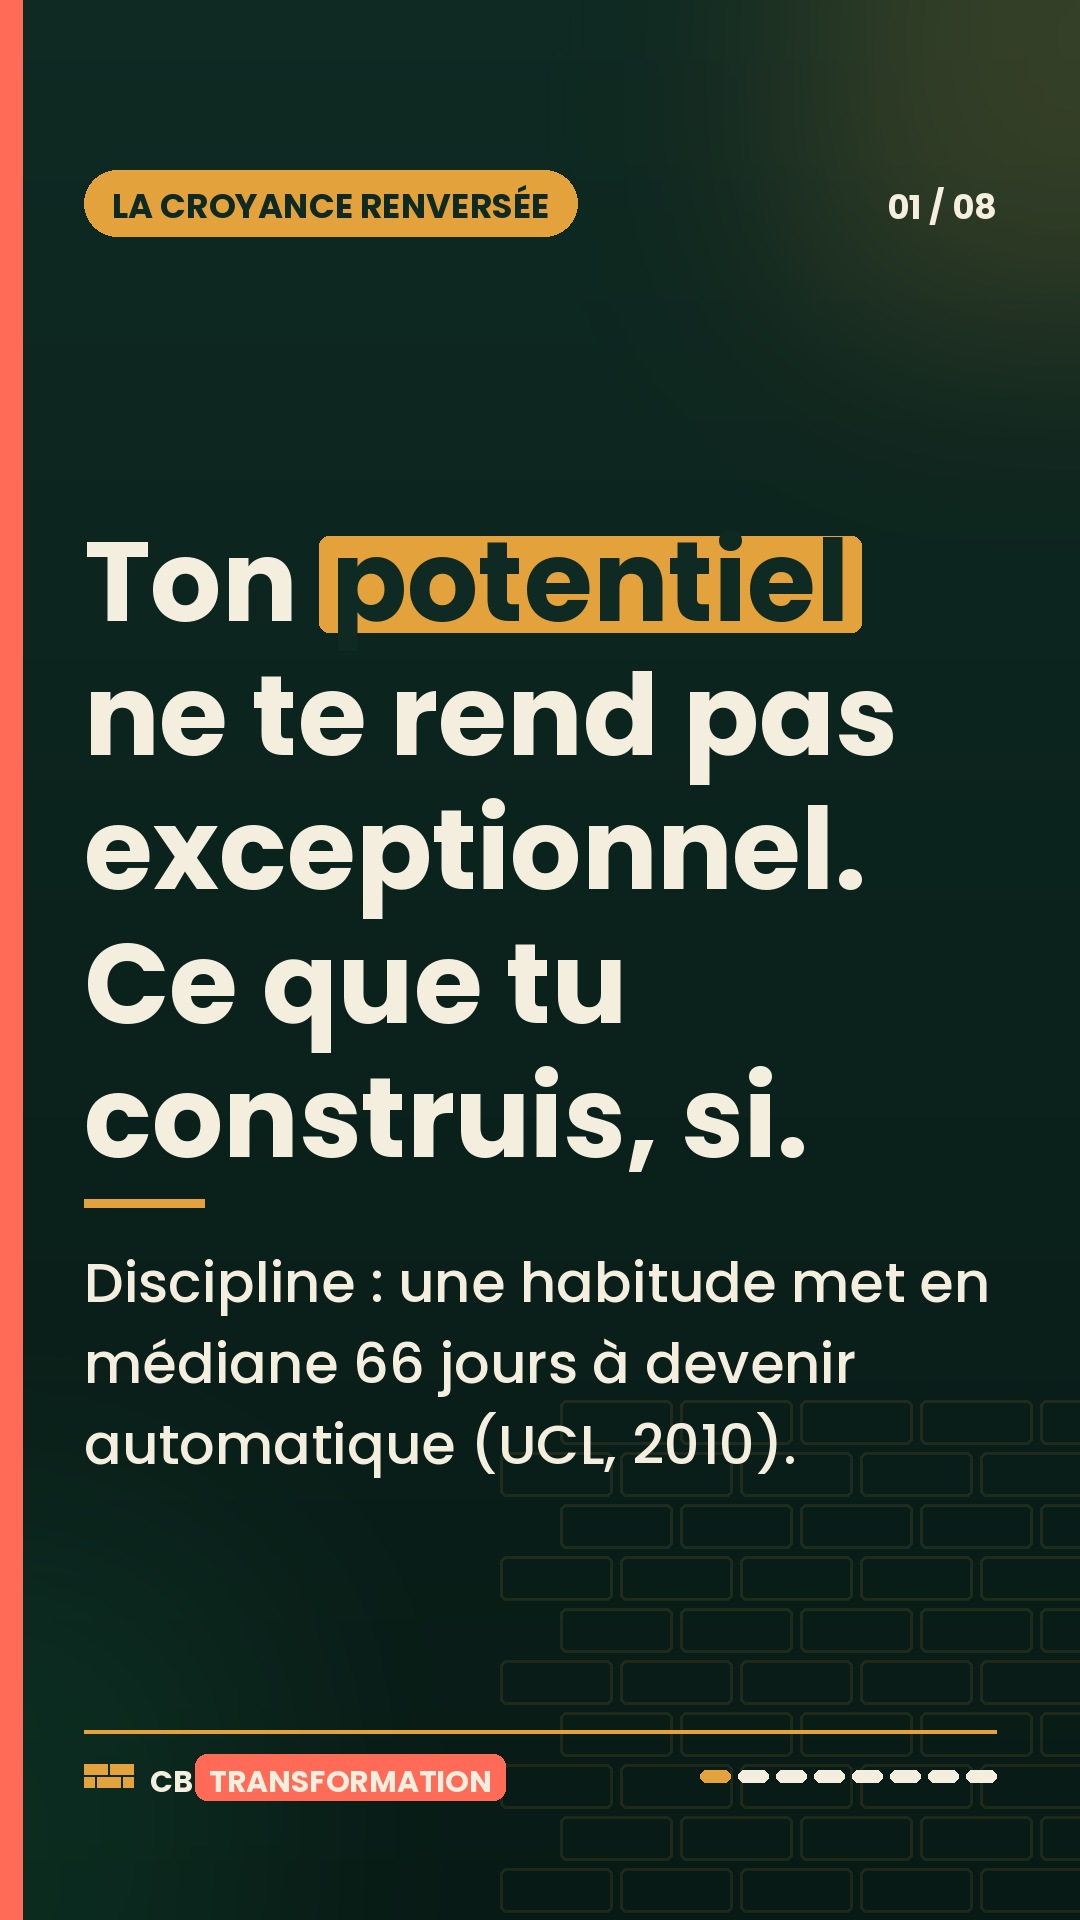 LA CROYANCE RENVERSÉE
01 / 08
Ton potentiel
ne te rend pas
exceptionnel.
Ce que tu
construis, si.
Discipline : une habitude met en
médiane 66 jours à devenir
automatique (UCL, 2010).
CB TRANSFORMATION